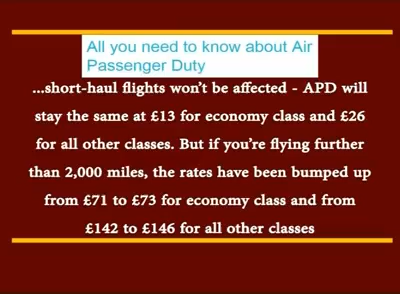 All you need to know about Air
Passenger Duty
...short-haul flights won't be affected - APD will
stay the same at £13 for economy class and £26
for all other classes. But if you're flying further
than 2,000 miles, the rates have been bumped up
from £71 to £73 for economy class and from
£142 to £146 for all other classes